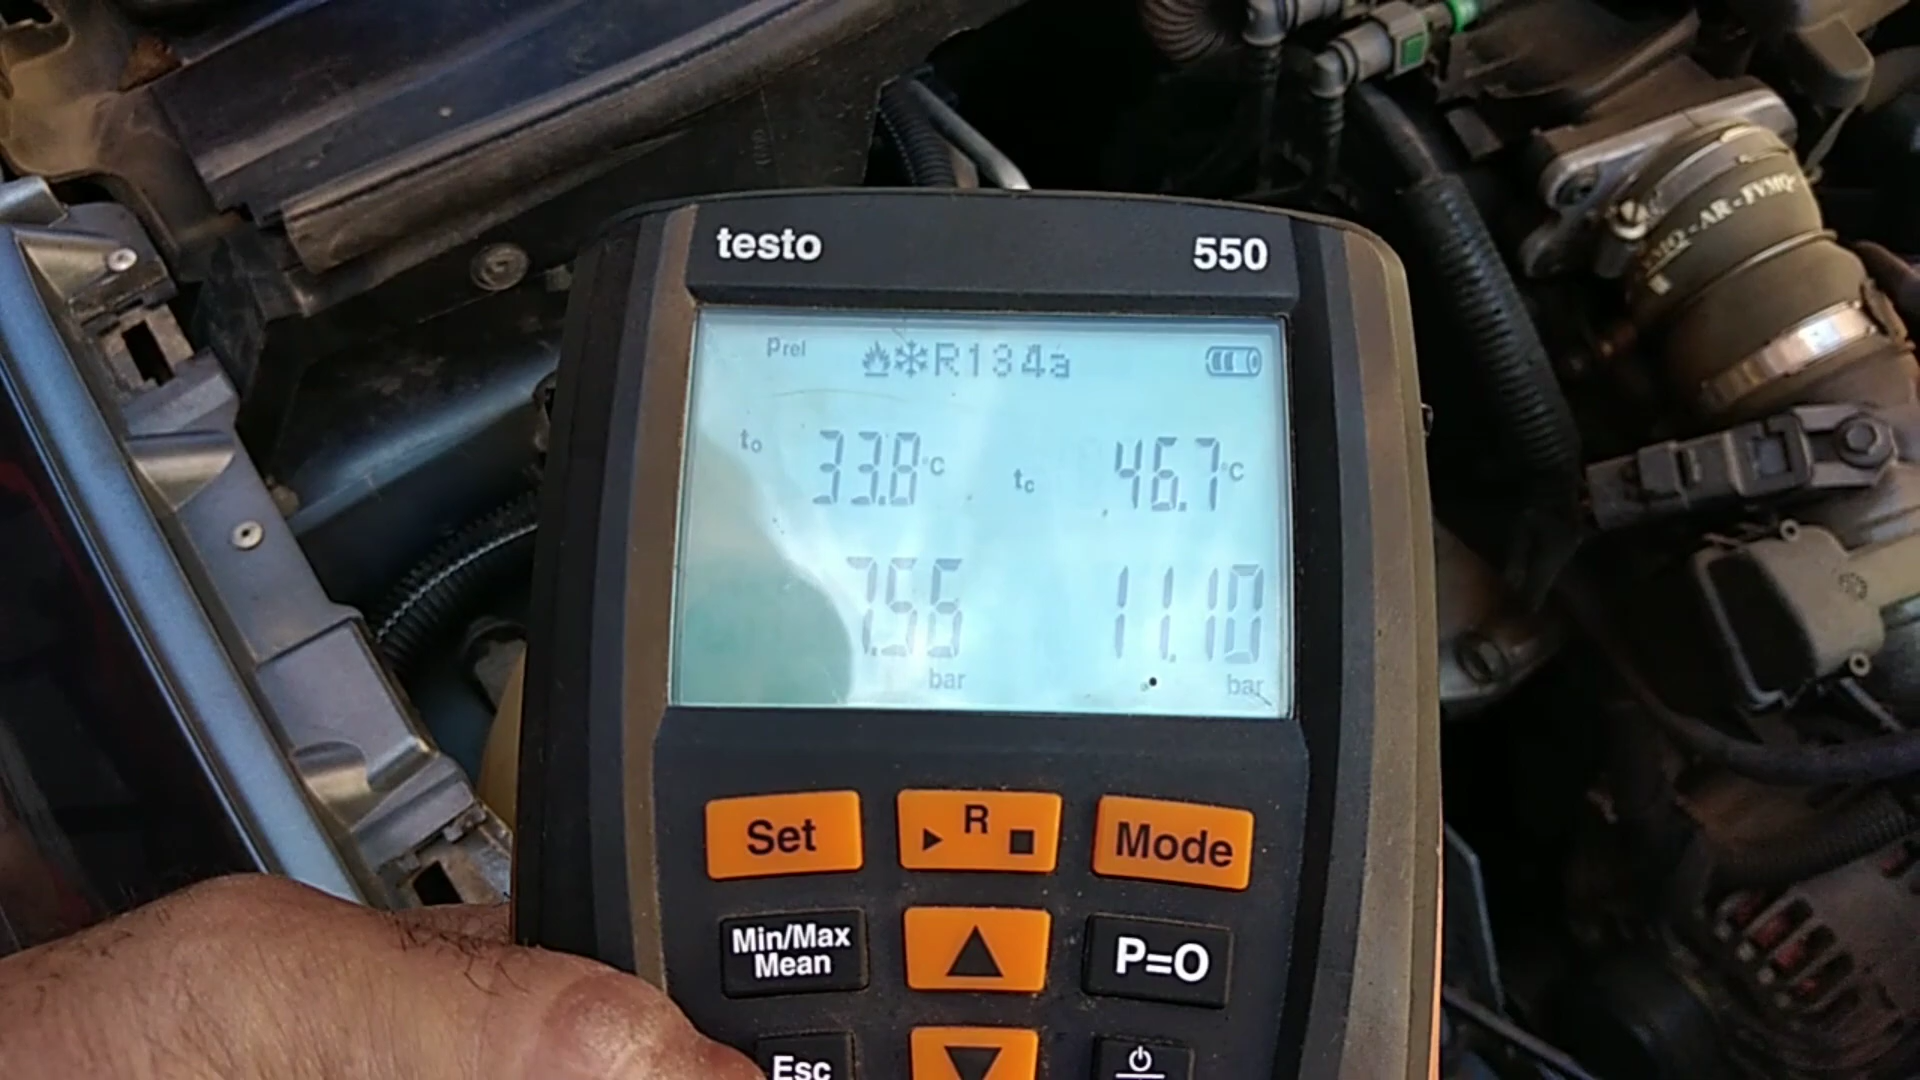 testo 550
Prel R134a
to 33.8 °C tc 46.7 °C
7.55 11.10
bar bar
Set R Mode
Min/Max
Mean
P=O
Esc